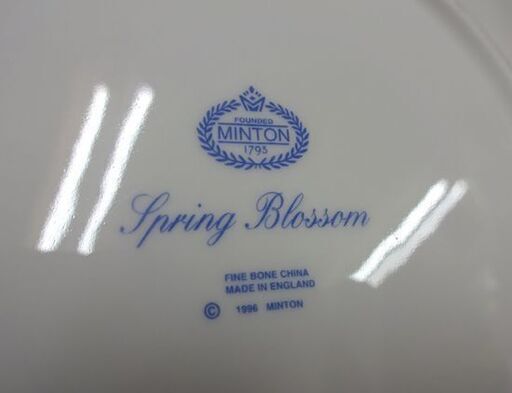 FOUNDED
MINTON
1793
Spring Blossom
FINE BONE CHINA
MADE IN ENGLAND
© 1996 MINTON